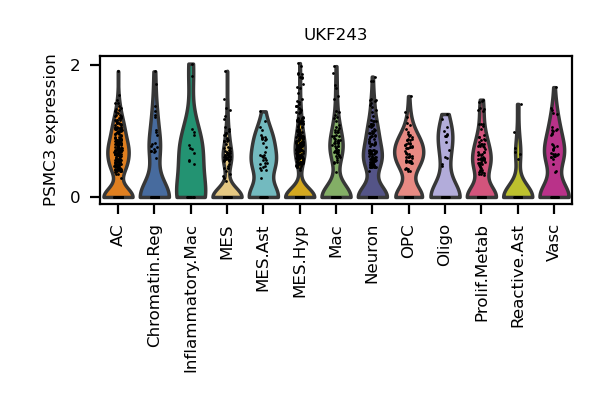 UKF243
PSMC3 expression
2
0
AC
Chromatin.Reg
Inflammatory.Mac
MES
MES.Ast
MES.Hyp
Mac
Neuron
OPC
Oligo
Prolif.Metab
Reactive.Ast
Vasc